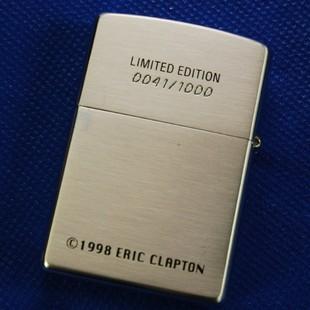 LIMITED EDITION
0041/1000
©1998 ERIC CLAPTON